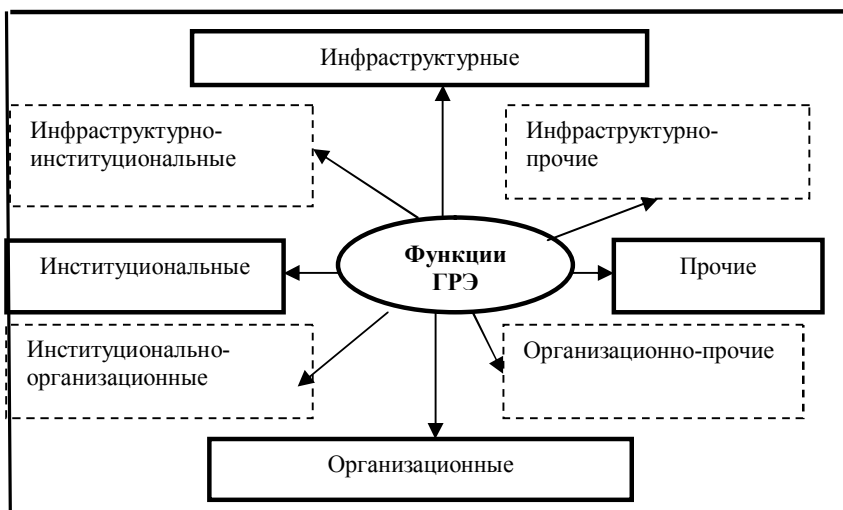 Инфраструктурные
Инфраструктурно-
институциональные
Инфраструктурно-
прочие
Институциональные
Функции
ГРЭ
Прочие
Институционально-
организационные
Организационно-прочие
Организационные